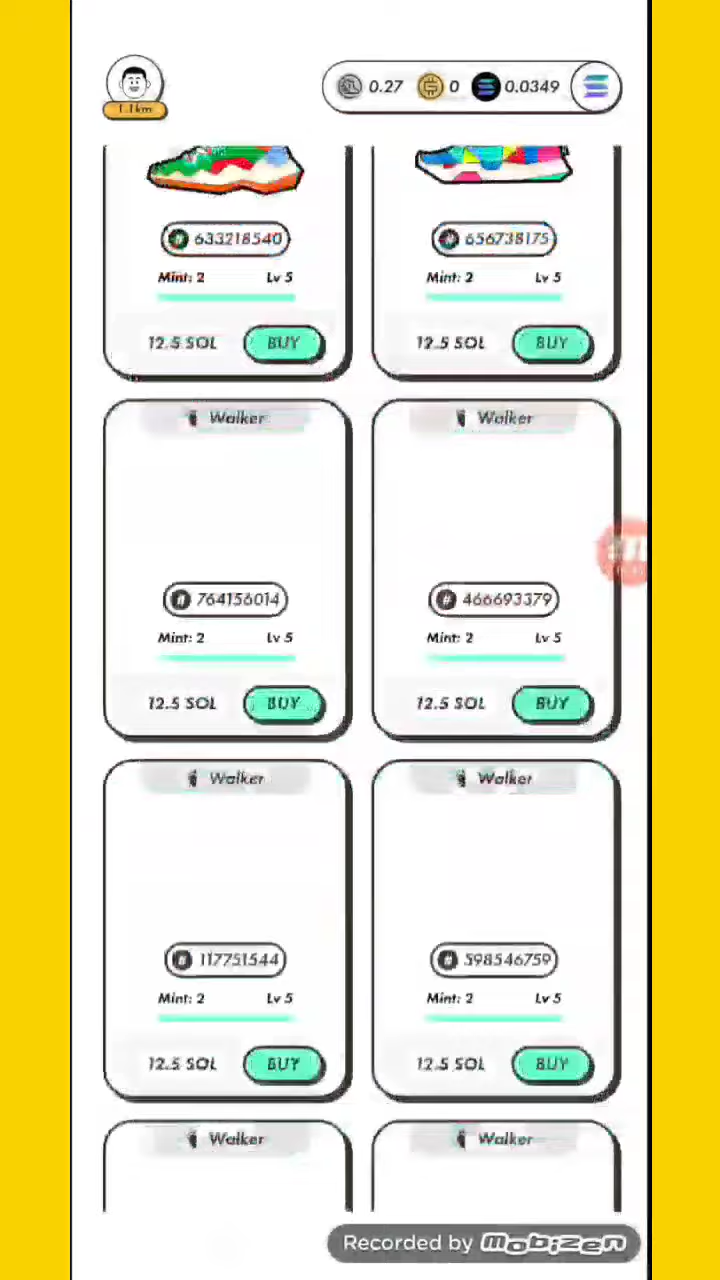 0.27 0 0.0349
1.1km
# 633218540 # 656738175
Mint: 2 Lv 5 Mint: 2 Lv 5
12.5 SOL BUY 12.5 SOL BUY
Walker Walker
# 764156014 # 466693379
Mint: 2 Lv 5 Mint: 2 Lv 5
12.5 SOL BUY 12.5 SOL BUY
Walker Walker
# 117751544 # 598546759
Mint: 2 Lv 5 Mint: 2 Lv 5
12.5 SOL BUY 12.5 SOL BUY
Walker Walker
Recorded by mobizen